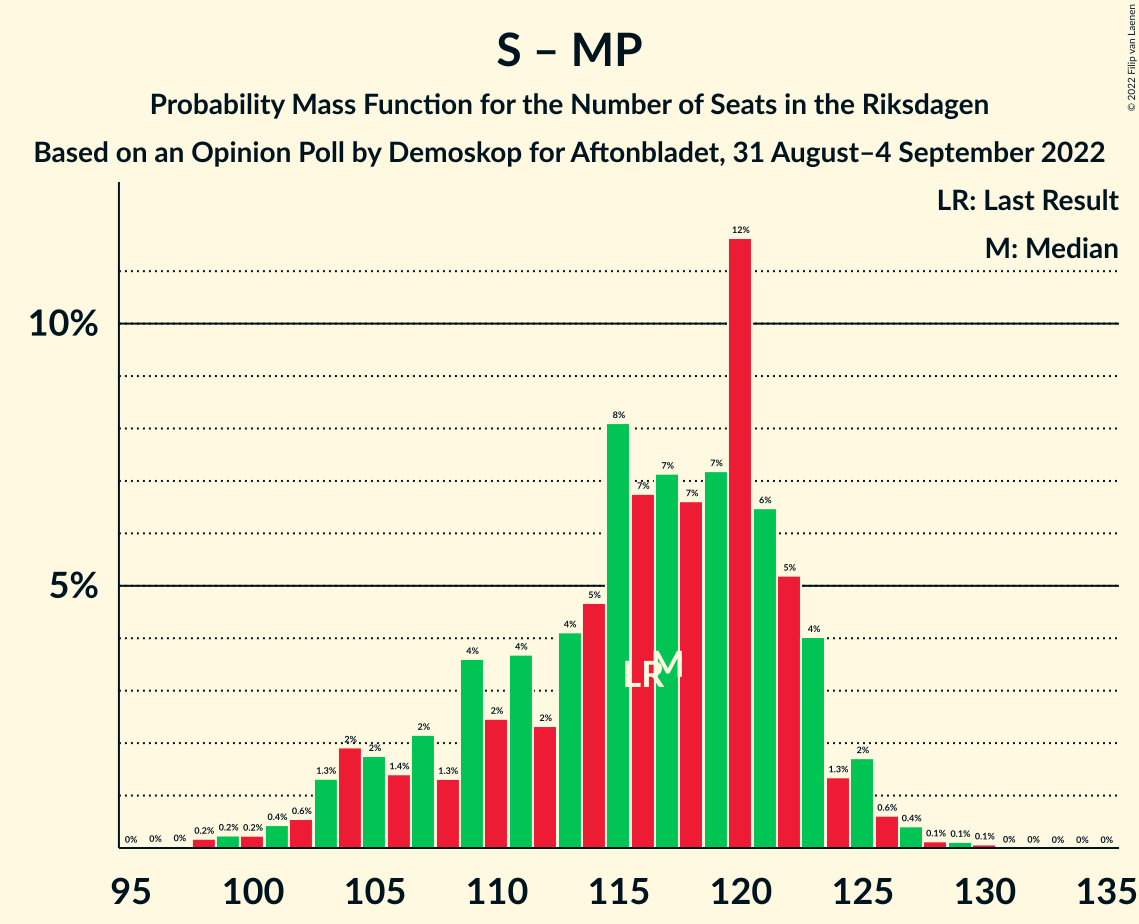 S – MP
Probability Mass Function for the Number of Seats in the Riksdagen
Based on an Opinion Poll by Demoskop for Aftonbladet, 31 August–4 September 2022
© 2022 Filip van Laenen
LR: Last Result
M: Median
10%
5%
0% 0% 0% 0.2% 0.2% 0.2% 0.4% 0.6% 1.3% 2% 2% 1.4% 2% 1.3% 4% 2% 4% 2% 4% 5% 8% 7% 7% 7% 7% 12% 6% 5% 4% 1.3% 2% 0.6% 0.4% 0.1% 0.1% 0.1% 0% 0% 0% 0% 0%
LR M
95 100 105 110 115 120 125 130 135